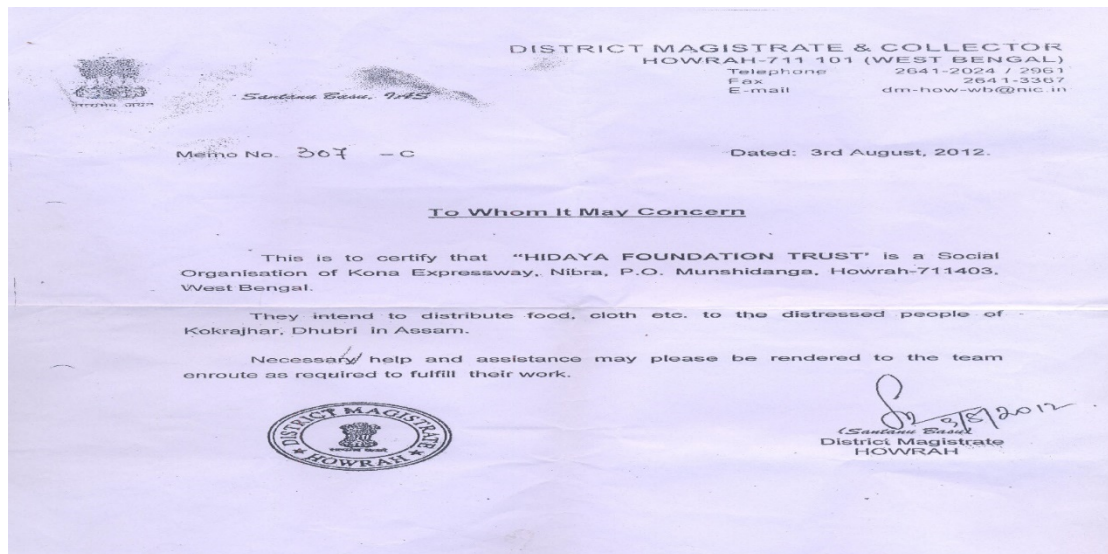 DISTRICT MAGISTRATE & COLLECTOR
HOWRAH-711 101 (WEST BENGAL)
Telephone 2641-2024 / 2961
Fax 2641-3367
E-mail dm-how-wb@nic.in
Santanu Basu, IAS
Memo No. 307 - C
Dated: 3rd August, 2012.
To Whom It May Concern
This is to certify that "HIDAYA FOUNDATION TRUST' is a Social
Organisation of Kona Expressway, Nibra, P.O. Munshidanga, Howrah-711403,
West Bengal.
They intend to distribute food, cloth etc. to the distressed people of
Kokrajhar, Dhubri in Assam.
Necessary help and assistance may please be rendered to the team
enroute as required to fulfill their work.
DISTRICT MAGISTRATE
HOWRAH
3/8/2012
(Santanu Basu)
District Magistrate
HOWRAH